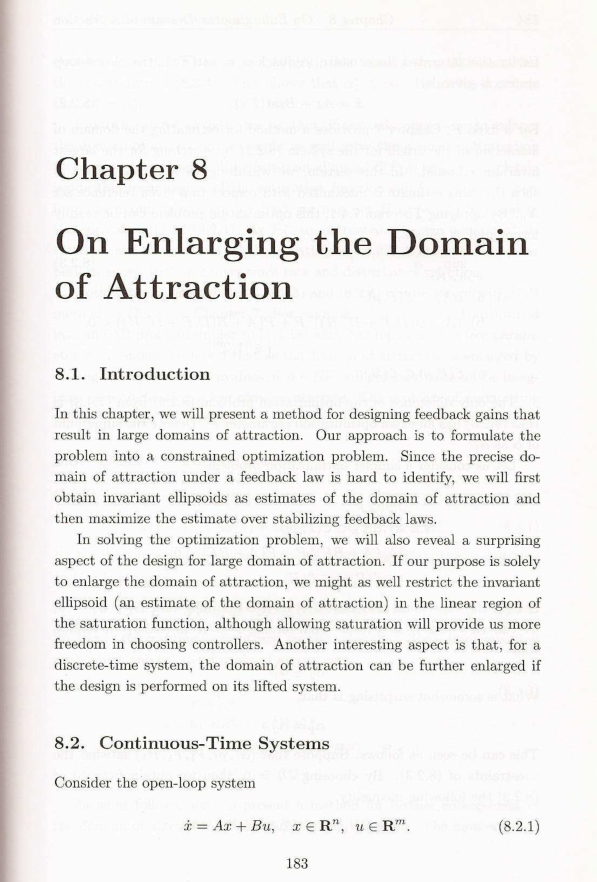 Chapter 8
On Enlarging the Domain
of Attraction
8.1. Introduction
In this chapter, we will present a method for designing feedback gains that
result in large domains of attraction. Our approach is to formulate the
problem into a constrained optimization problem. Since the precise do-
main of attraction under a feedback law is hard to identify, we will first
obtain invariant ellipsoids as estimates of the domain of attraction and
then maximize the estimate over stabilizing feedback laws.
In solving the optimization problem, we will also reveal a surprising
aspect of the design for large domain of attraction. If our purpose is solely
to enlarge the domain of attraction, we might as well restrict the invariant
ellipsoid (an estimate of the domain of attraction) in the linear region of
the saturation function, although allowing saturation will provide us more
freedom in choosing controllers. Another interesting aspect is that, for a
discrete-time system, the domain of attraction can be further enlarged if
the design is performed on its lifted system.
8.2. Continuous-Time Systems
Consider the open-loop system
ẋ = Ax + Bu, x ∈ Rⁿ, u ∈ Rᵐ. (8.2.1)
183